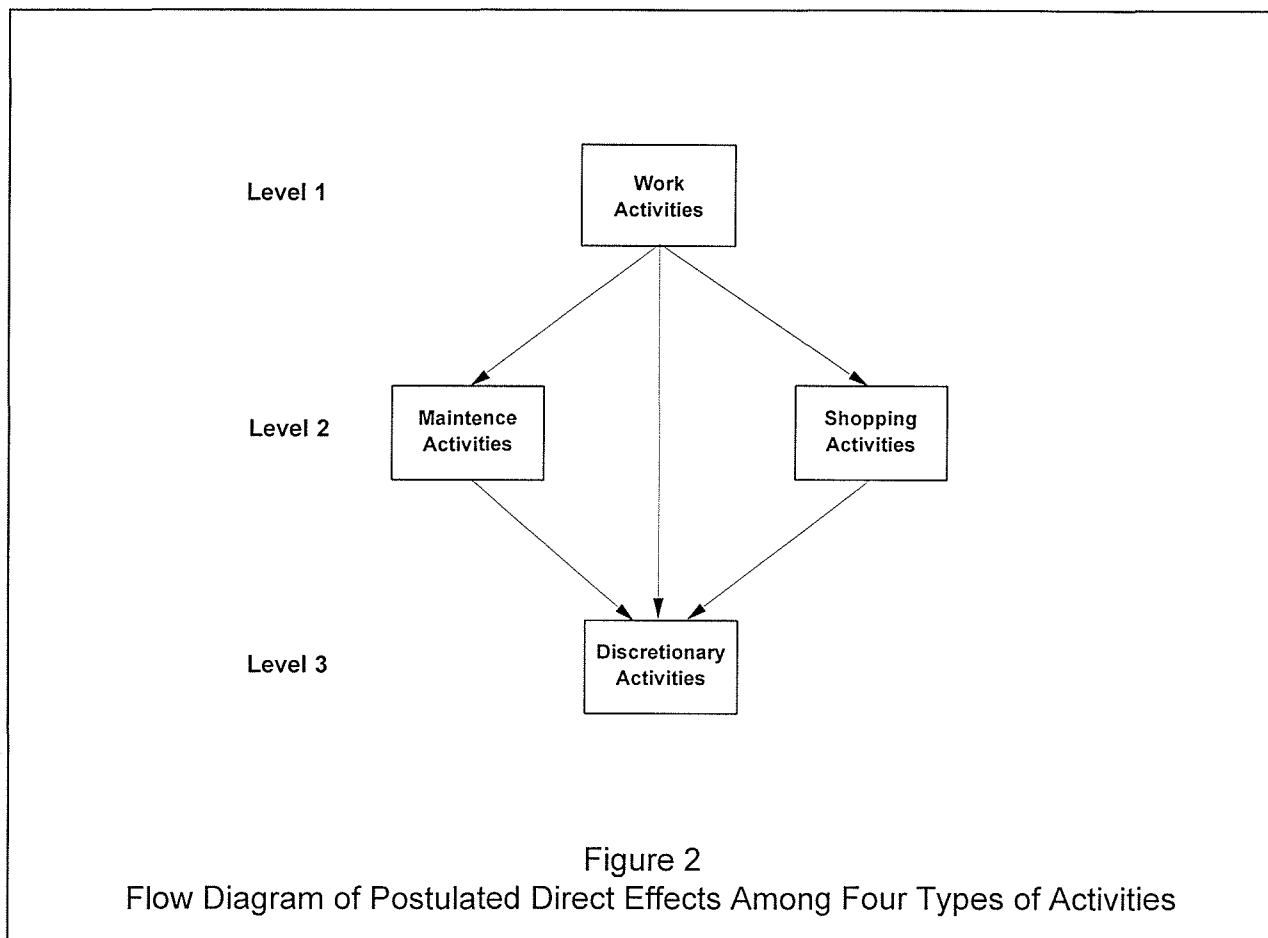 Level 1
Work
Activities
Level 2
Maintence
Activities
Shopping
Activities
Level 3
Discretionary
Activities
Figure 2
Flow Diagram of Postulated Direct Effects Among Four Types of Activities